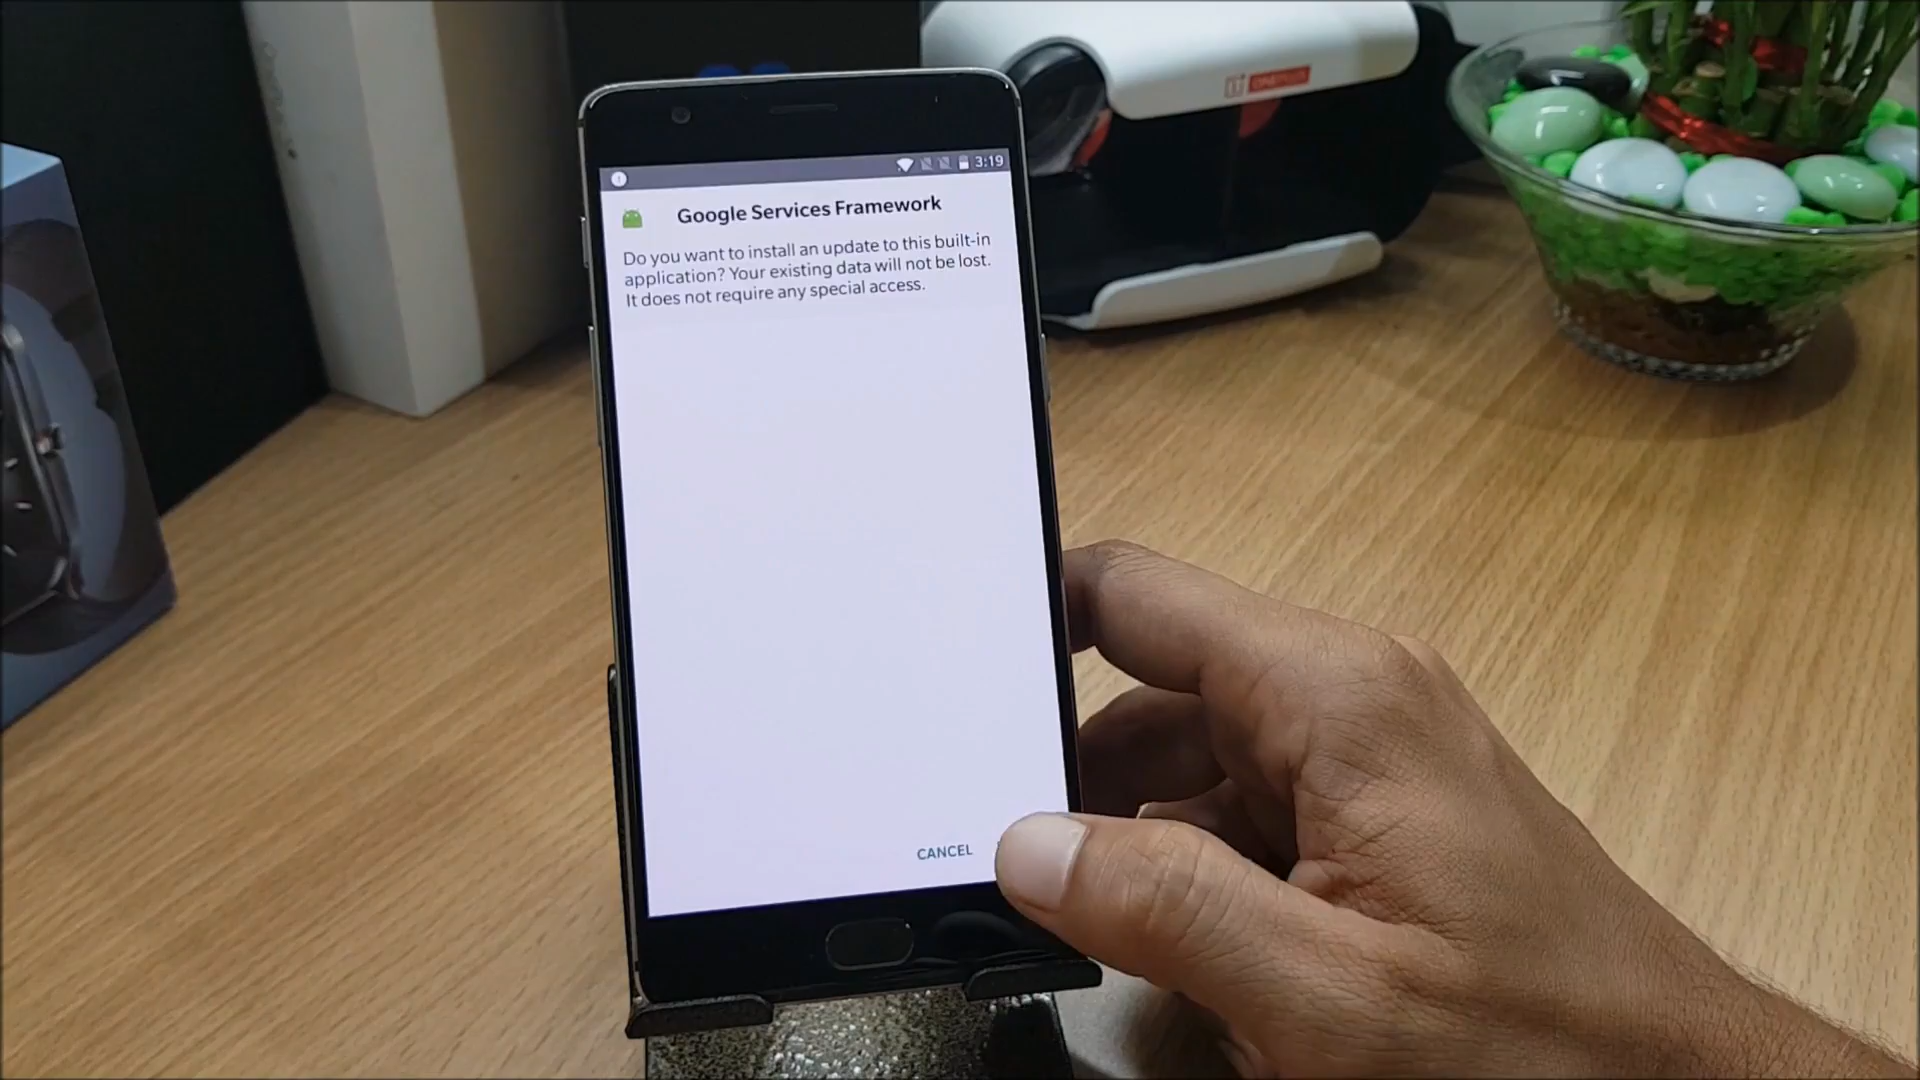 ONEPLUS
3:19
Google Services Framework
Do you want to install an update to this built-in
application? Your existing data will not be lost.
It does not require any special access.
CANCEL